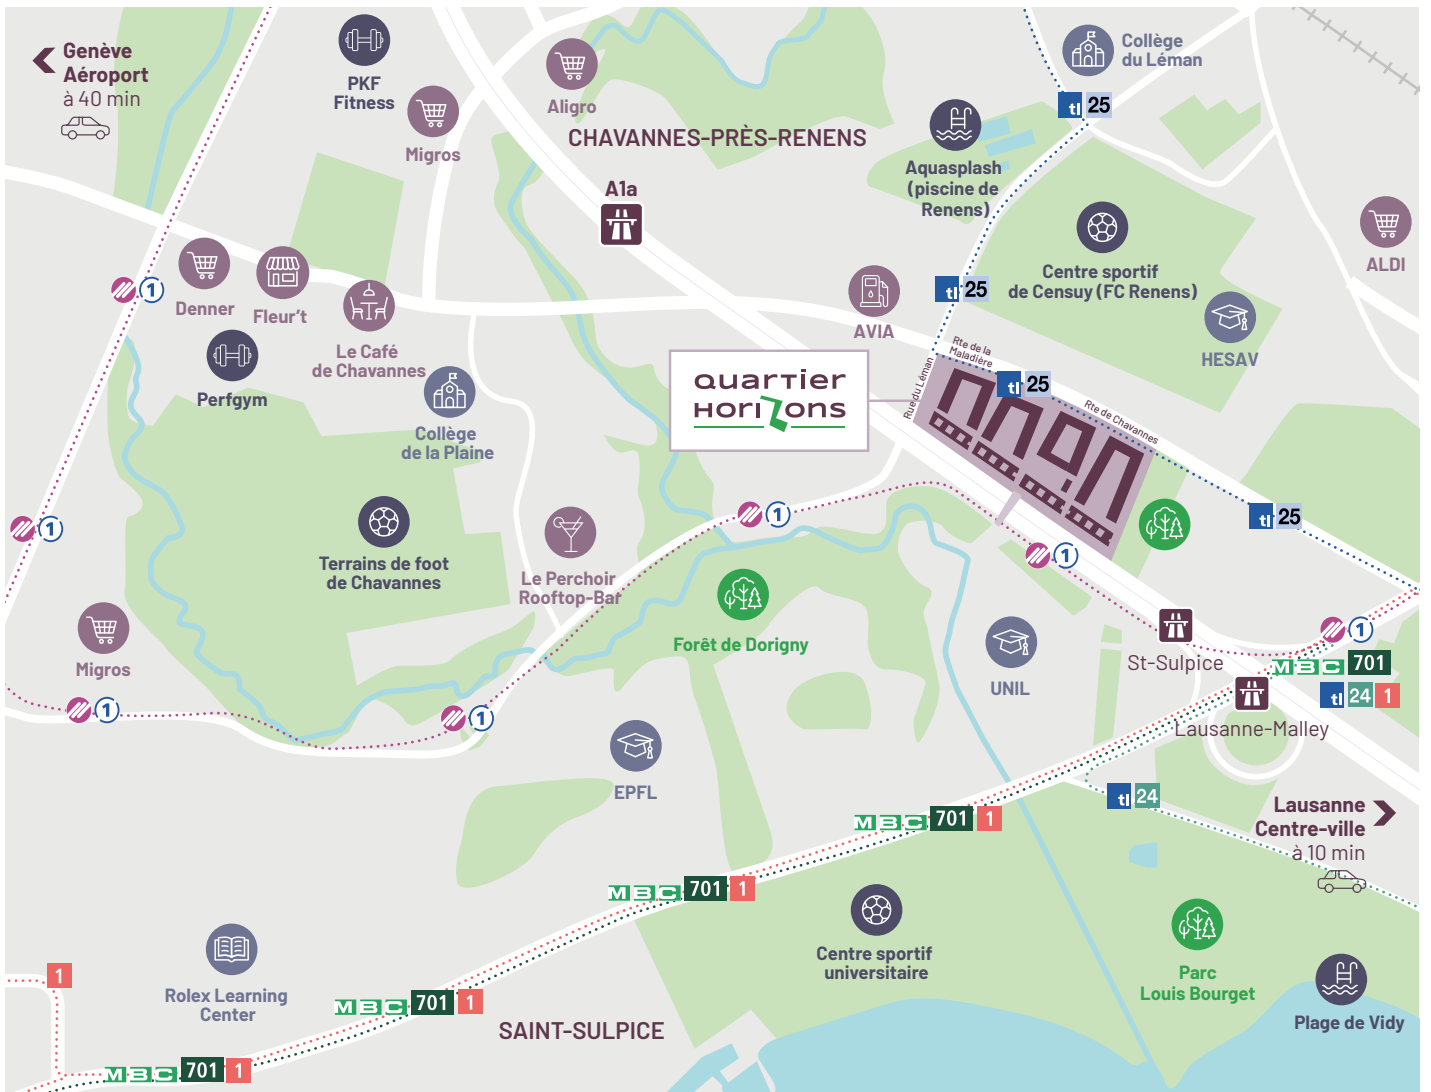 Genève
Aéroport
à 40 min
PKF
Fitness
Migros
Aligro
CHAVANNES-PRÈS-RENENS
A1a
Collège
du Léman
tl 25
Aquasplash
(piscine de
Renens)
Centre sportif
de Censuy (FC Renens)
ALDI
HESAV
tl 25
AVIA
1
Denner
Fleur't
Le Café
de Chavannes
Perfgym
Collège
de la Plaine
quartier
Horizons
Rue du Léman
Rte de la
Maladière
tl 25
Rte de Chavannes
tl 25
1
1
1
Terrains de foot
de Chavannes
Le Perchoir
Rooftop-Bar
Forêt de Dorigny
UNIL
St-Sulpice
1
MBC 701
tl 24 1
Lausanne-Malley
Migros
1
1
EPFL
tl 24
Lausanne
Centre-ville
à 10 min
MBC 701 1
MBC 701 1
Centre sportif
universitaire
Parc
Louis Bourget
Plage de Vidy
Rolex Learning
Center
1
MBC 701 1
SAINT-SULPICE
MBC 701 1